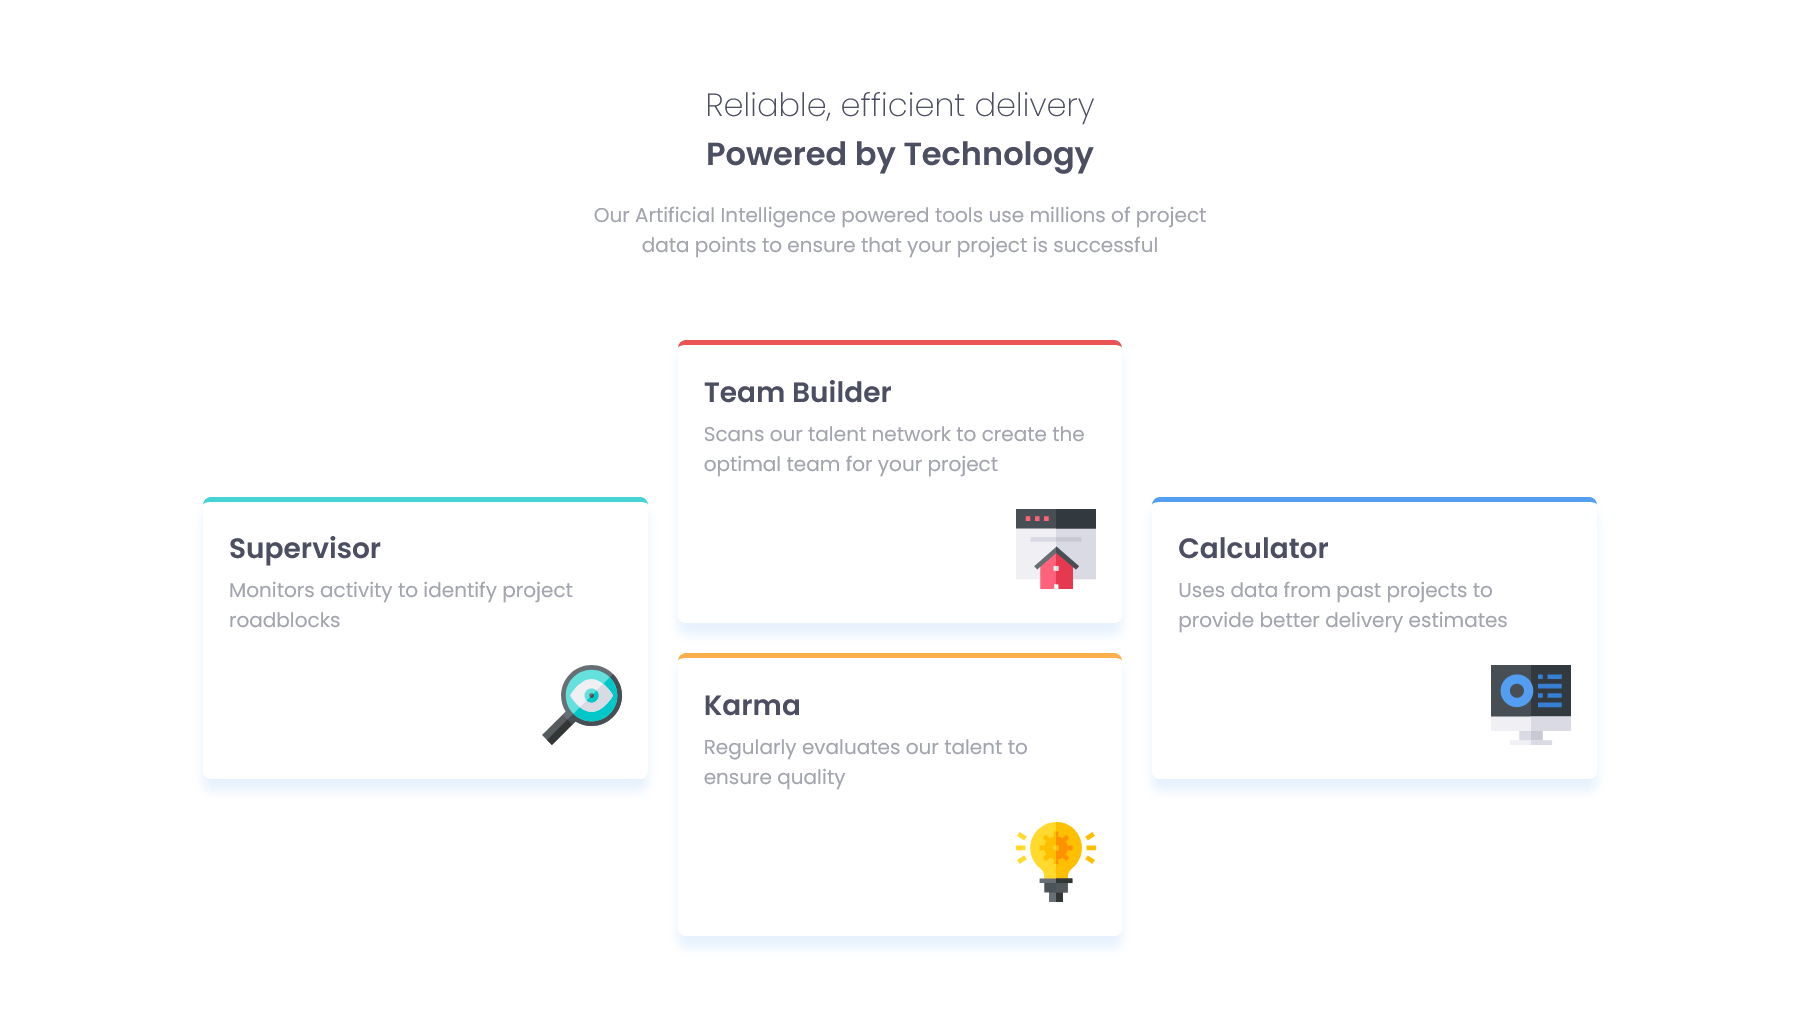 Reliable, efficient delivery
Powered by Technology
Our Artificial Intelligence powered tools use millions of project
data points to ensure that your project is successful
Supervisor
Monitors activity to identify project
roadblocks
Team Builder
Scans our talent network to create the
optimal team for your project
Karma
Regularly evaluates our talent to
ensure quality
Calculator
Uses data from past projects to
provide better delivery estimates